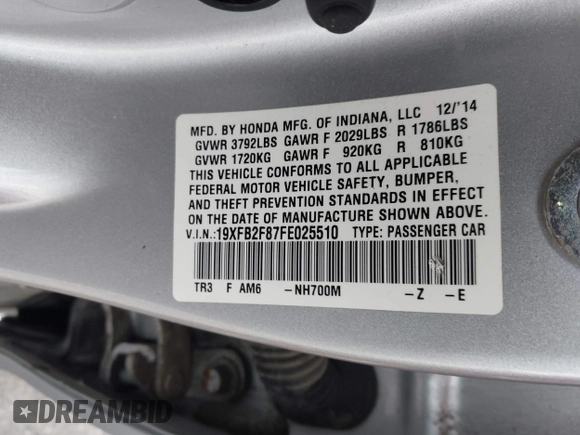 MFD. BY HONDA MFG. OF INDIANA, LLC 12/'14
GVWR 3792LBS GAWR F 2029LBS R 1786LBS
GVWR 1720KG GAWR F 920KG R 810KG
THIS VEHICLE CONFORMS TO ALL APPLICABLE
FEDERAL MOTOR VEHICLE SAFETY, BUMPER,
AND THEFT PREVENTION STANDARDS IN EFFECT
ON THE DATE OF MANUFACTURE SHOWN ABOVE.
V.I.N.:19XFB2F87FE025510 TYPE: PASSENGER CAR
TR3 F AM6 -NH700M -Z -E
DREAMBID